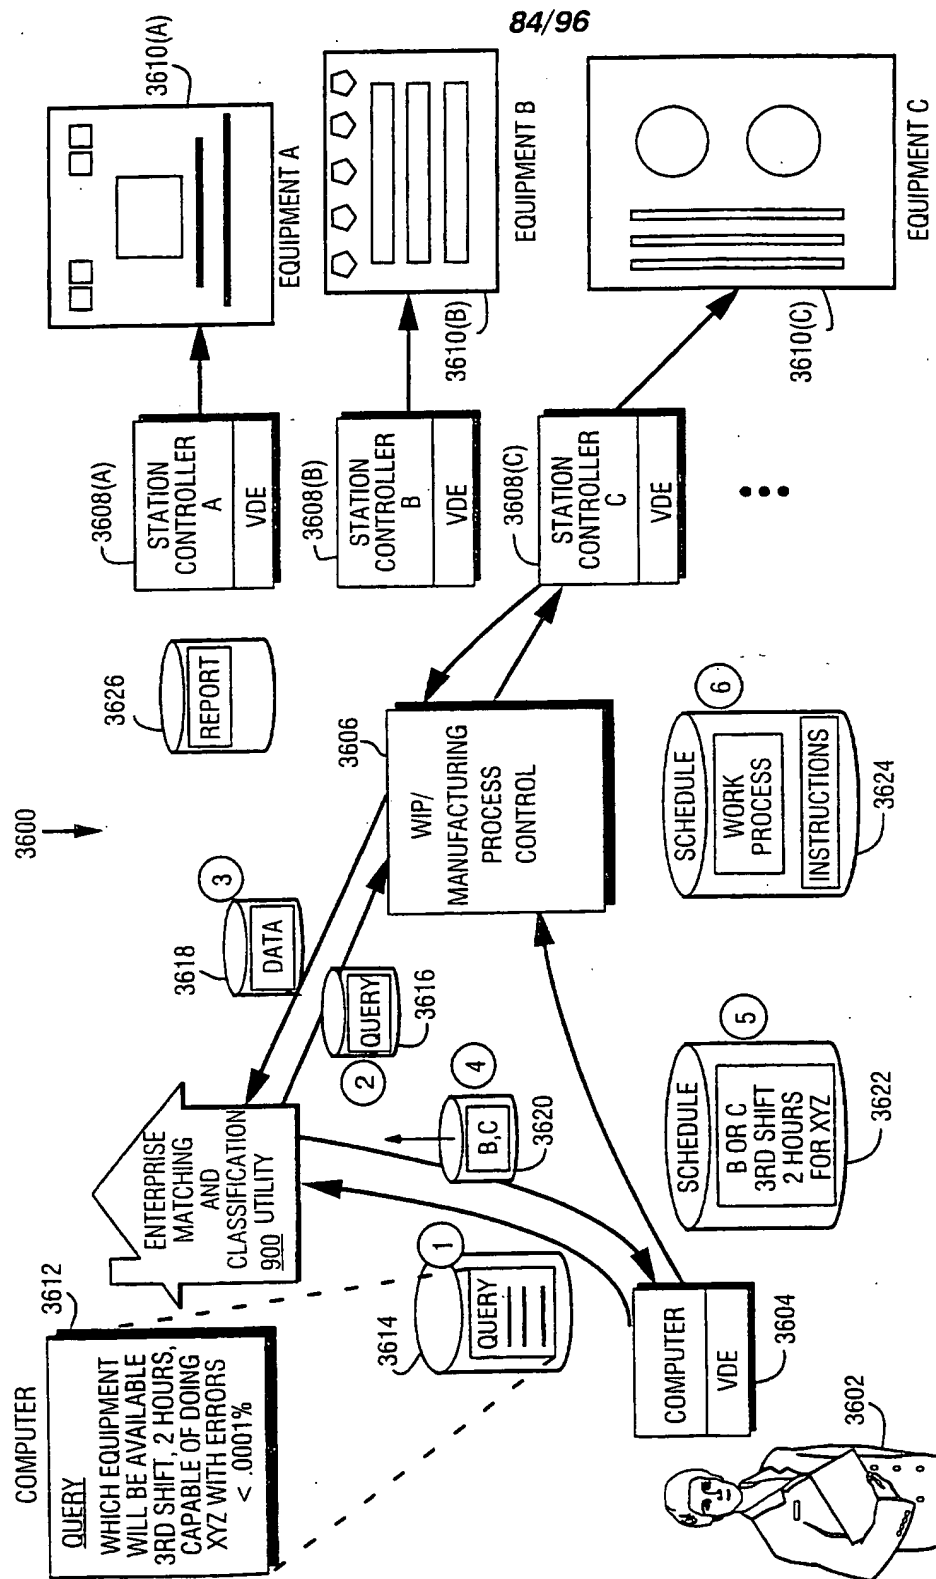 84/96
3600
COMPUTER
3612
QUERY
WHICH EQUIPMENT
WILL BE AVAILABLE
3RD SHIFT, 2 HOURS,
CAPABLE OF DOING
XYZ WITH ERRORS
< .0001%
ENTERPRISE
MATCHING
AND
CLASSIFICATION
900 UTILITY
3614
QUERY
1
2
QUERY
3616
3618
DATA
3
4
B,C
3620
COMPUTER
VDE
3604
3602
SCHEDULE
B OR C
3RD SHIFT
2 HOURS
FOR XYZ
5
3622
3606
WIP/
MANUFACTURING
PROCESS
CONTROL
SCHEDULE
WORK
PROCESS
INSTRUCTIONS
6
3624
3626
REPORT
3608(A)
STATION
CONTROLLER
A
VDE
3608(B)
STATION
CONTROLLER
B
VDE
3608(C)
STATION
CONTROLLER
C
VDE
3610(A)
EQUIPMENT A
3610(B)
EQUIPMENT B
3610(C)
EQUIPMENT C